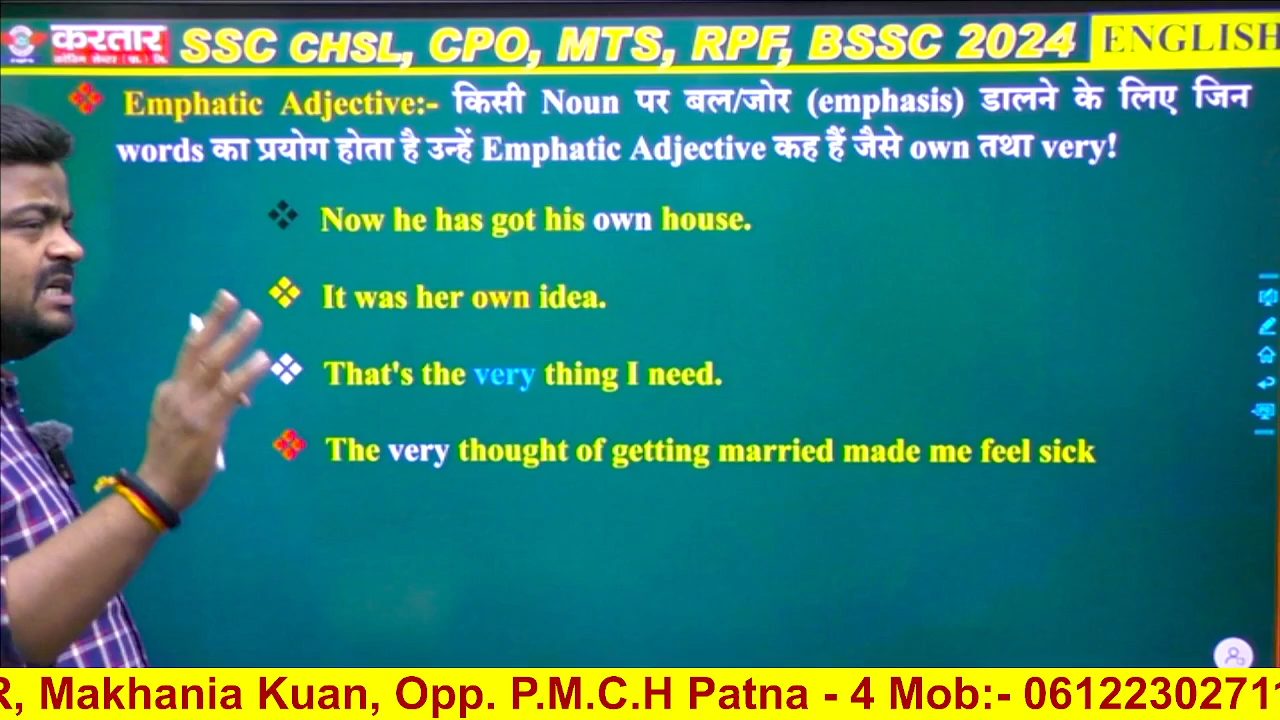 करतार
SSC CHSL, CPO, MTS, RPF, BSSC 2024
ENGLISH
Emphatic Adjective:- किसी Noun पर बल/जोर (emphasis) डालने के लिए जिन
words का प्रयोग होता है उन्हें Emphatic Adjective कह हैं जैसे own तथा very!
Now he has got his own house.
It was her own idea.
That's the very thing I need.
The very thought of getting married made me feel sick
R, Makhania Kuan, Opp. P.M.C.H Patna - 4 Mob:- 0612230271